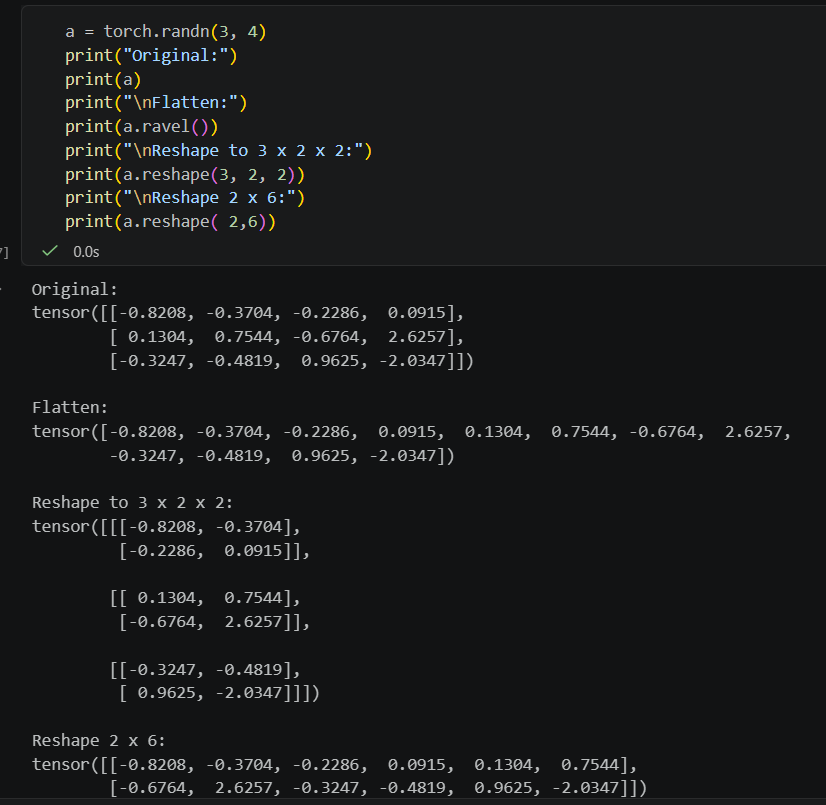 a = torch.randn(3, 4)
print("Original:")
print(a)
print("\nFlatten:")
print(a.ravel())
print("\nReshape to 3 x 2 x 2:")
print(a.reshape(3, 2, 2))
print("\nReshape 2 x 6:")
print(a.reshape( 2,6))
7] ✓ 0.0s
Original:
tensor([[-0.8208, -0.3704, -0.2286,  0.0915],
        [ 0.1304,  0.7544, -0.6764,  2.6257],
        [-0.3247, -0.4819,  0.9625, -2.0347]])
Flatten:
tensor([-0.8208, -0.3704, -0.2286,  0.0915,  0.1304,  0.7544, -0.6764,  2.6257,
        -0.3247, -0.4819,  0.9625, -2.0347])
Reshape to 3 x 2 x 2:
tensor([[[-0.8208, -0.3704],
         [-0.2286,  0.0915]],
        [[ 0.1304,  0.7544],
         [-0.6764,  2.6257]],
        [[-0.3247, -0.4819],
         [ 0.9625, -2.0347]]])
Reshape 2 x 6:
tensor([[-0.8208, -0.3704, -0.2286,  0.0915,  0.1304,  0.7544],
        [-0.6764,  2.6257, -0.3247, -0.4819,  0.9625, -2.0347]])